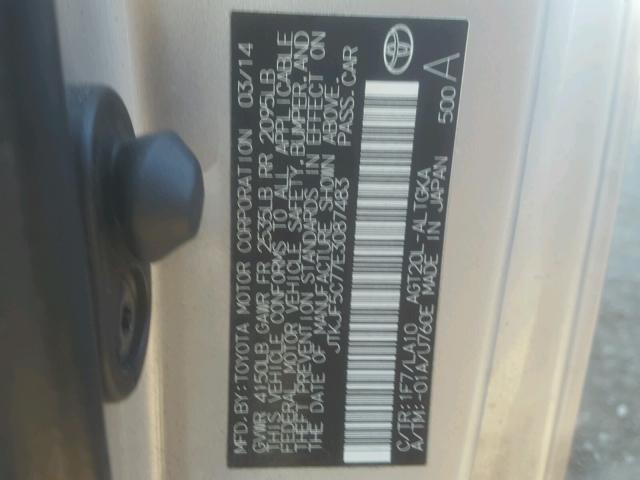 MFD.BY:TOYOTA MOTOR CORPORATION 03/14
GVWR 4150LB GAWR FR 2535LB RR 2095LB
THIS VEHICLE CONFORMS TO ALL APPLICABLE
FEDERAL MOTOR VEHICLE SAFETY, BUMPER, AND
THEFT PREVENTION STANDARDS IN EFFECT ON
THE DATE OF MANUFACTURE SHOWN ABOVE.
JTKJF5C77E3087483 PASS.CAR
C/TR:1F7/LA10 AGT20L-ALTGKA
A/TM:-01A/U760E MADE IN JAPAN
500 A